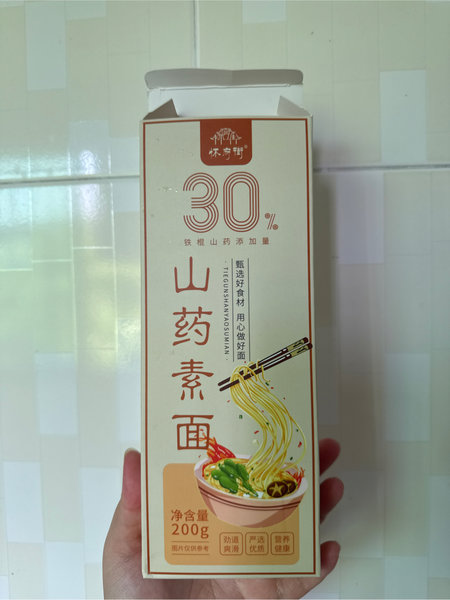 怀府街®
30%
铁棍山药添加量
山药素面
甄选好食材 用心做好面
·TIEGUNSHANYAOSUMIAN·
净含量
200g
图片仅供参考
劲道
爽滑
严选
优质
营养
健康